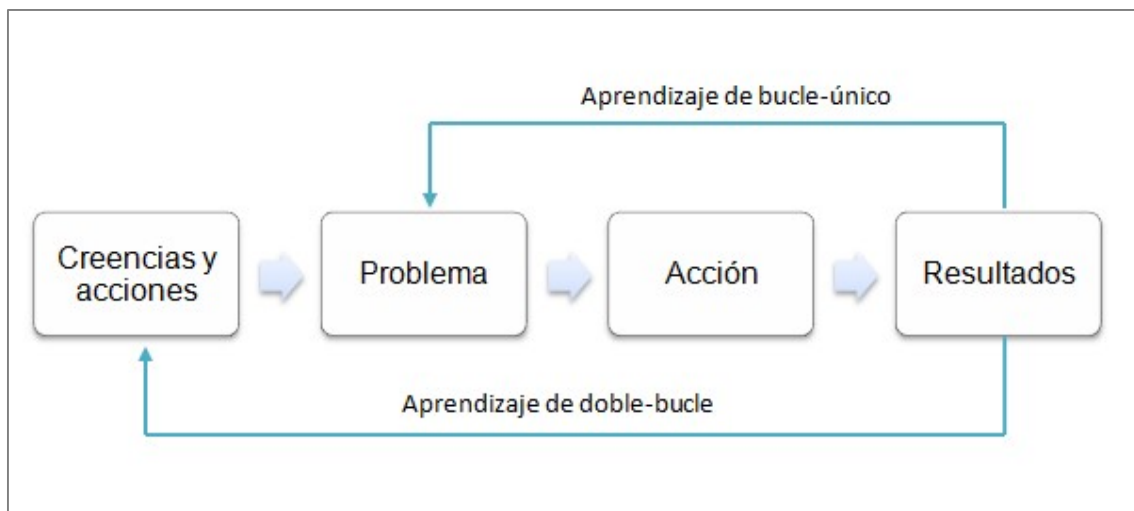 Aprendizaje de bucle-único
Creencias y
acciones
Problema
Acción
Resultados
Aprendizaje de doble-bucle